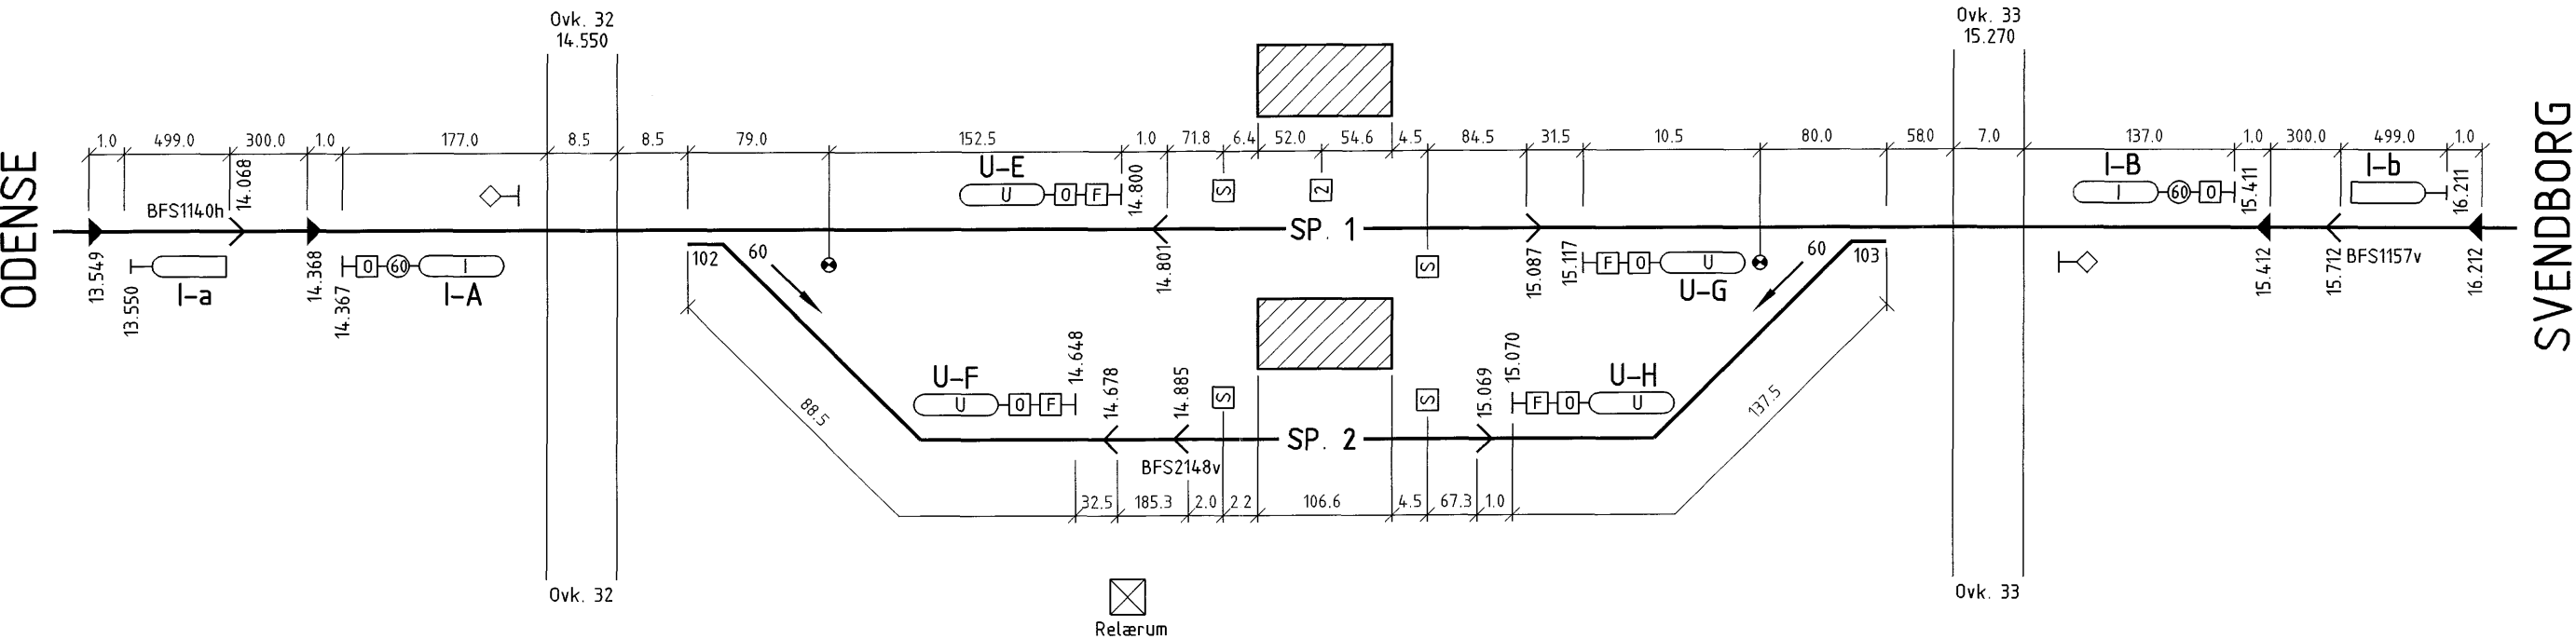 Ovk. 32
14.550
Ovk. 33
15.270
ODENSE
SVENDBORG
1.0 499.0 300.0 1.0 177.0 8.5 8.5 79.0 152.5 1.0 71.8 6.4 52.0 54.6 4.5 84.5 31.5 10.5 80.0 58.0 7.0 137.0 1.0 300.0 499.0 1.0
U-E
U O F
14.800
S
2
I-B
I 60 O
15.411
I-b
16.211
BFS1140h
14.068
SP. 1
13.549
13.550
I-a
14.368
14.367
O 60 I
I-A
102
60
14.801
S
15.087
15.117
F O U
U-G
60
103
15.412
15.712
BFS1157v
16.212
U-F
U O F
14.648
14.678
14.885
S
S
15.069
15.070
U-H
F O U
88.5
137.5
SP. 2
BFS2148v
32.5 185.3 2.0 2.2 106.6 4.5 67.3 1.0
Ovk. 32
Ovk. 33
Relærum